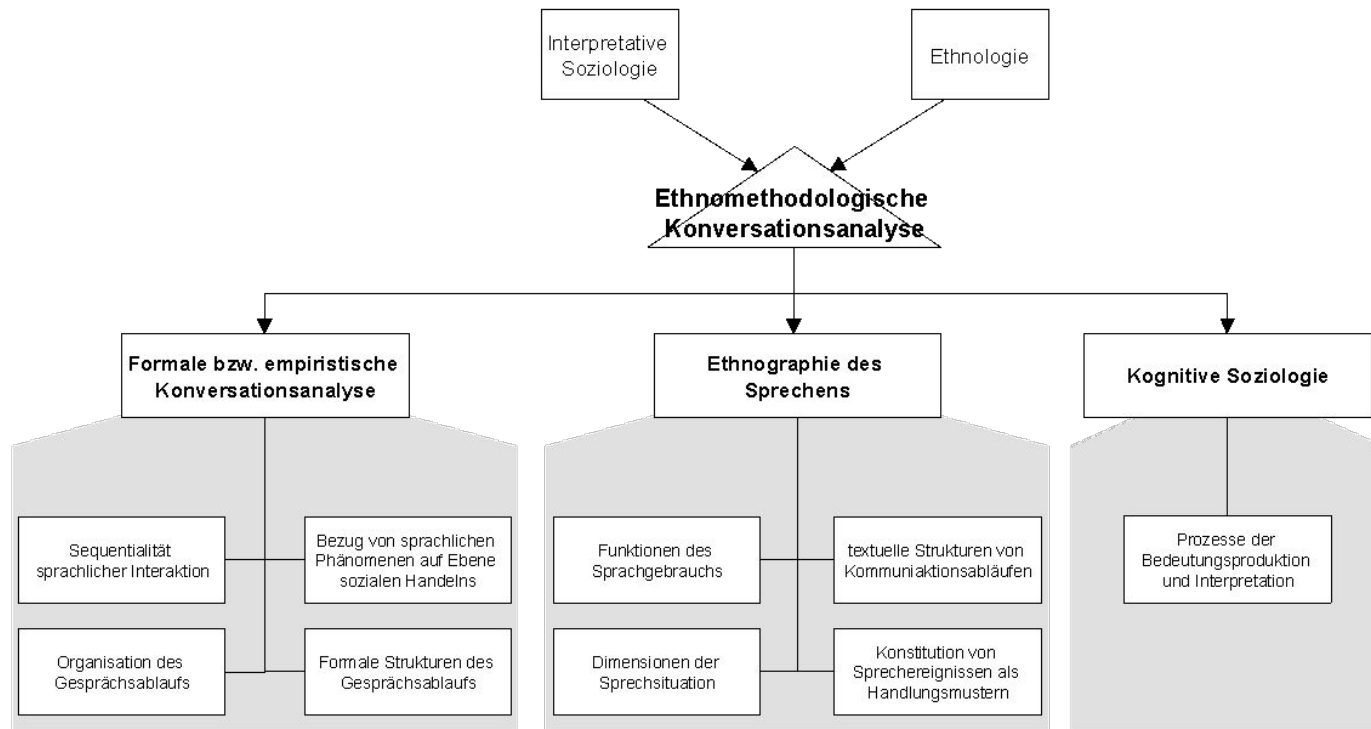 Interpretative
Soziologie
Ethnologie
Ethnomethodologische
Konversationsanalyse
Formale bzw. empiristische
Konversationsanalyse
Ethnographie des
Sprechens
Kognitive Soziologie
Sequentialität
sprachlicher Interaktion
Bezug von sprachlichen
Phänomenen auf Ebene
sozialen Handelns
Organisation des
Gesprächsablaufs
Formale Strukturen des
Gesprächsablaufs
Funktionen des
Sprachgebrauchs
textuelle Strukturen von
Kommuniaktionsabläufen
Dimensionen der
Sprechsituation
Konstitution von
Sprechereignissen als
Handlungsmustern
Prozesse der
Bedeutungsproduktion
und Interpretation